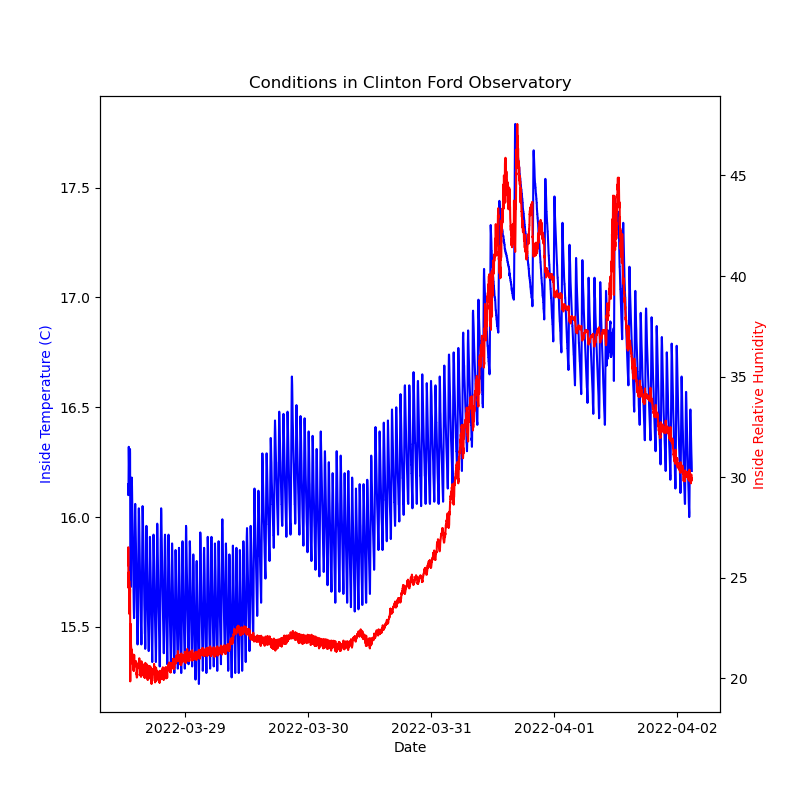 Conditions in Clinton Ford Observatory
Inside Temperature (C)
17.5
17.0
16.5
16.0
15.5
45
40
35
30
25
20
Inside Relative Humidity
2022-03-29 2022-03-30 2022-03-31 2022-04-01 2022-04-02
Date